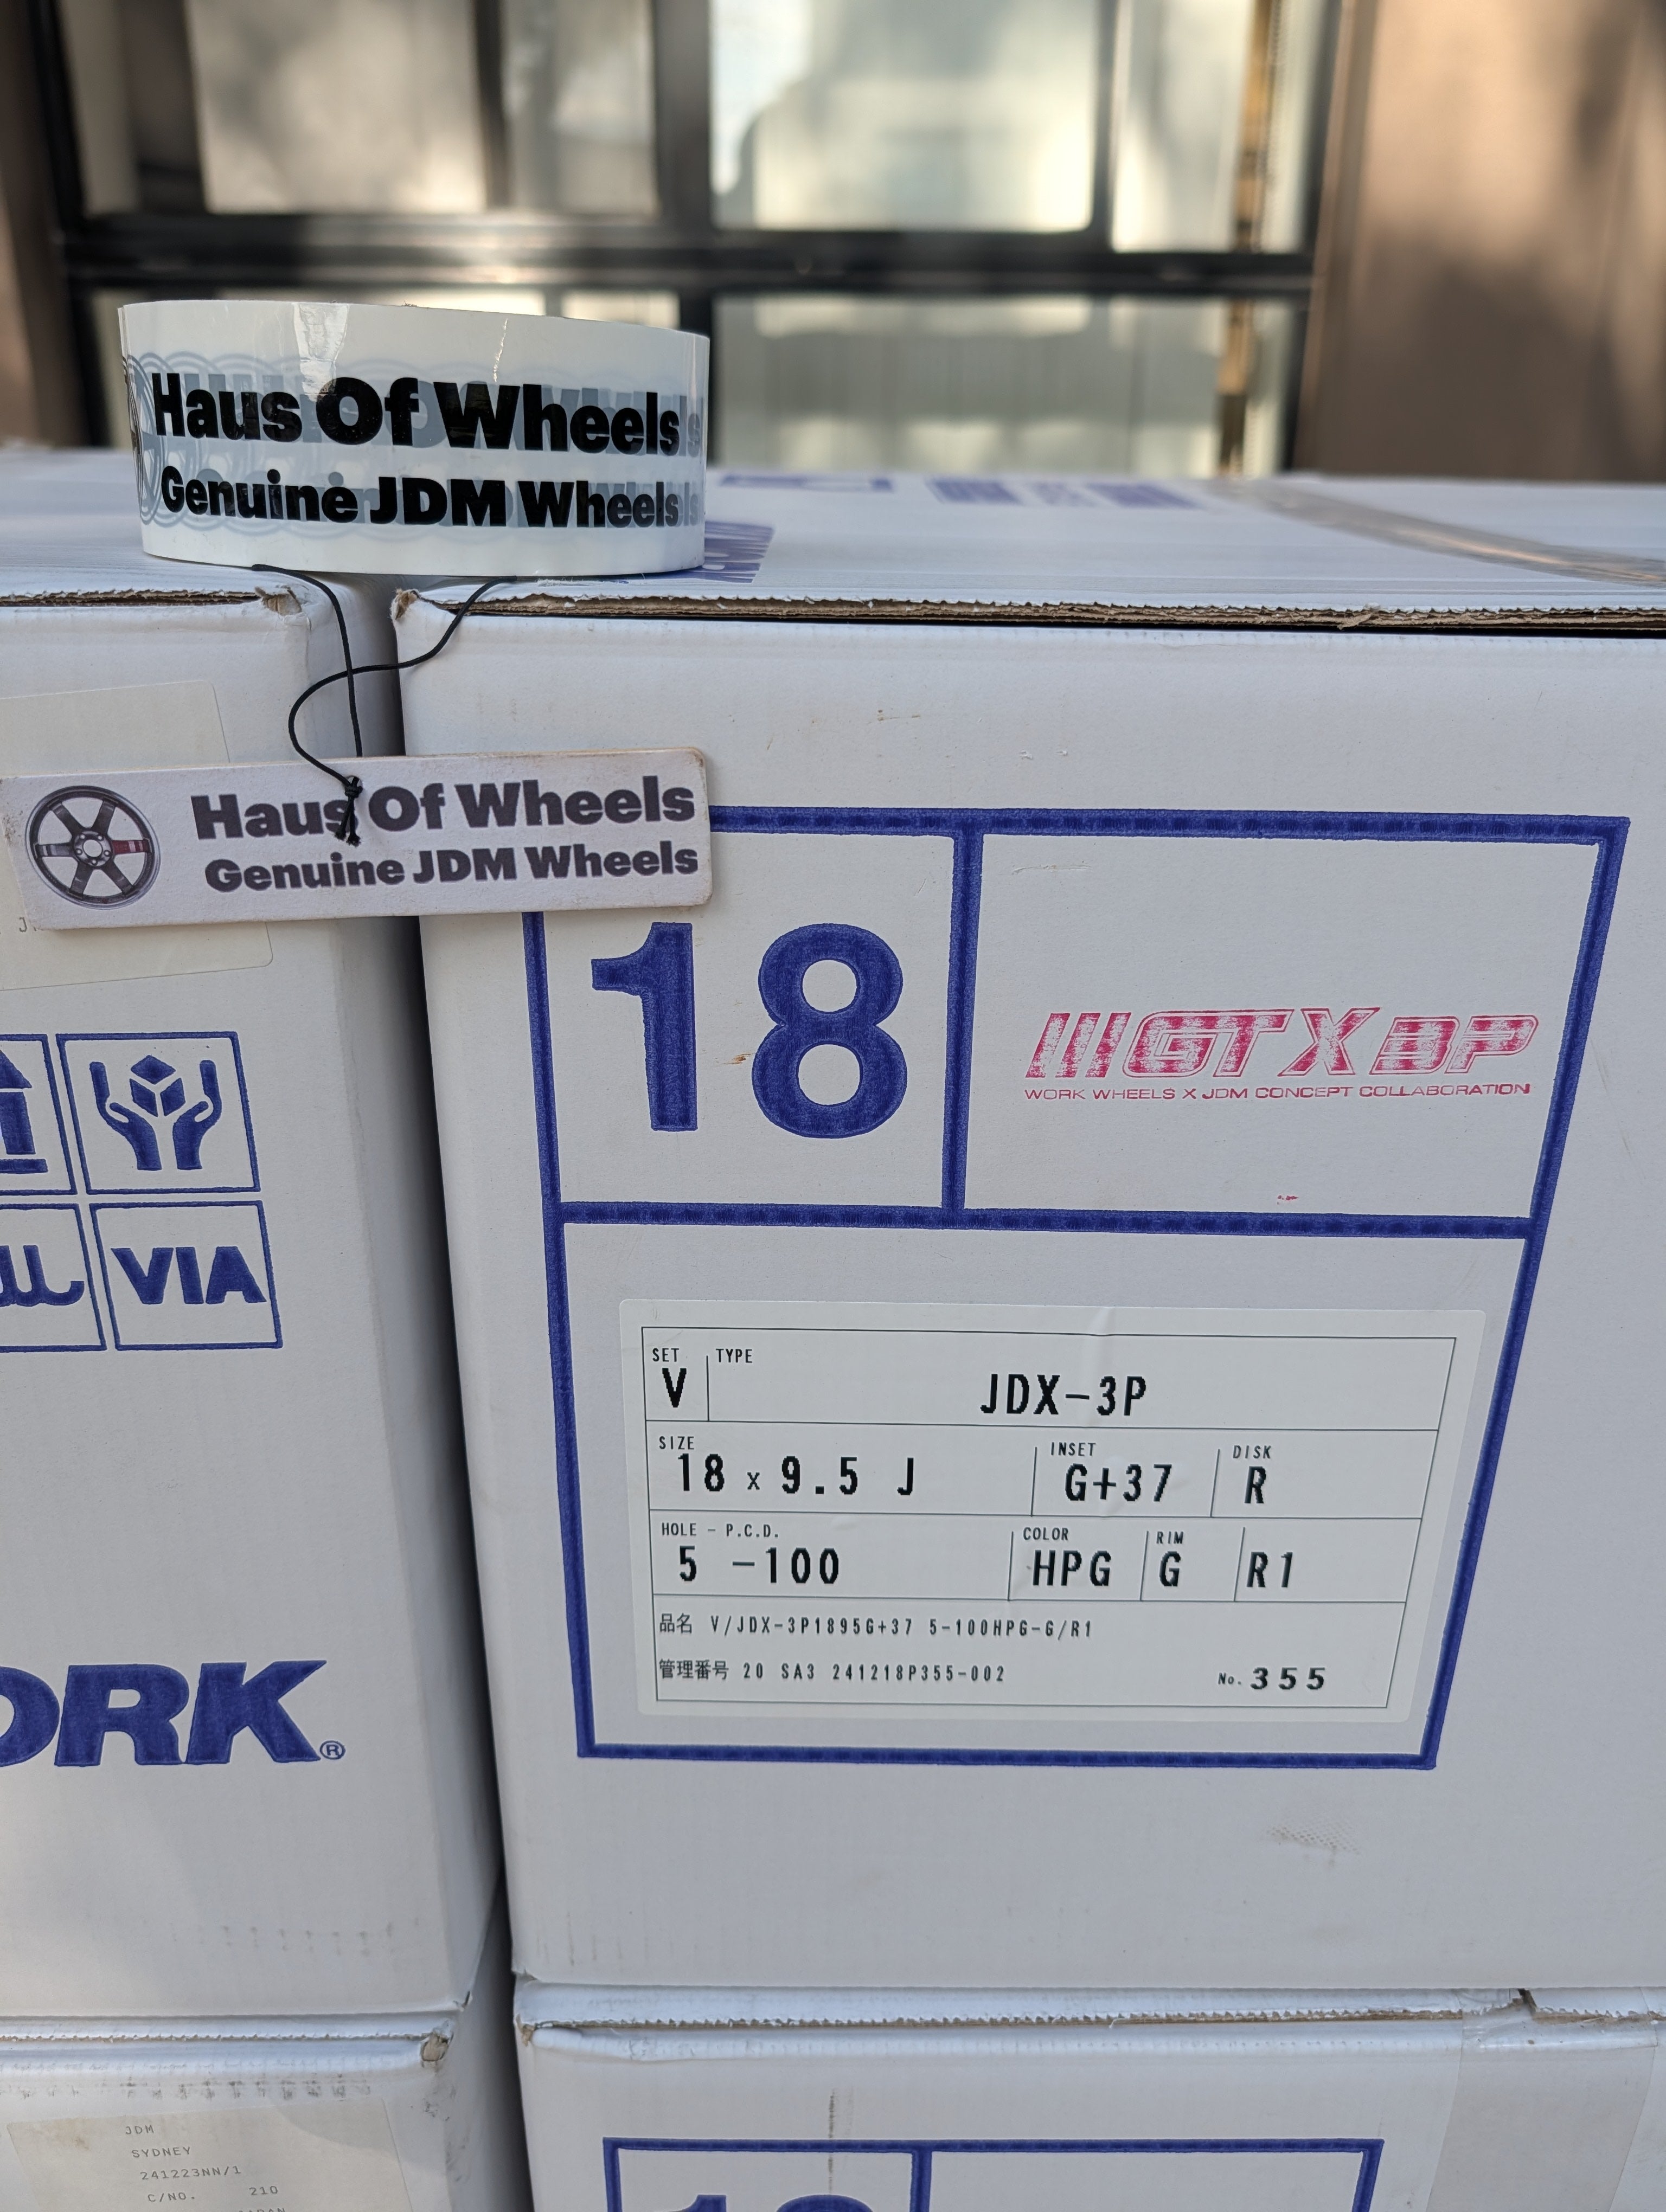 Haus Of Wheels
Genuine JDM Wheels
Haus Of Wheels
Genuine JDM Wheels
18
GTX BP
WORK WHEELS X JDM CONCEPT COLLABORATION
VIA
SET
V
TYPE
JDX-3P
SIZE
18 x 9.5 J
INSET
G+37
DISK
R
HOLE - P.C.D.
5 -100
COLOR
HPG
RIM
G
R1
品名 V/JDX-3P1895G+37 5-100HPG-G/R1
管理番号 20 SA3 241218P355-002
No. 355
ORK®
JDM
SYDNEY
241223NN/1
C/NO. 210
18